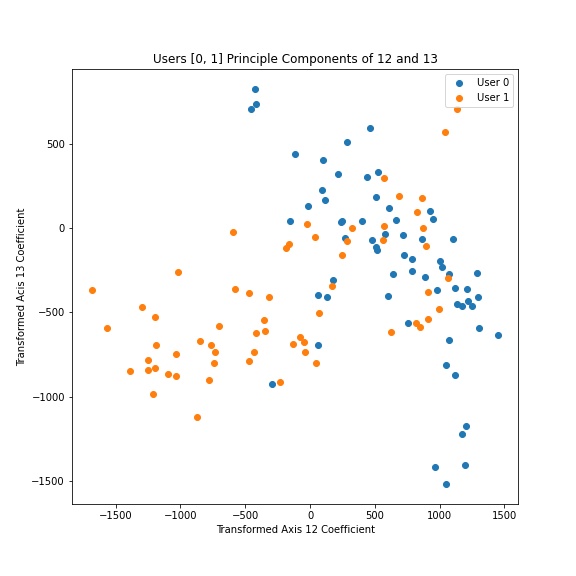 Users [0, 1] Principle Components of 12 and 13
User 0
User 1
Transformed Acis 13 Coefficient
500
0
−500
−1000
−1500
−1500
−1000
−500
0
500
1000
1500
Transformed Axis 12 Coefficient